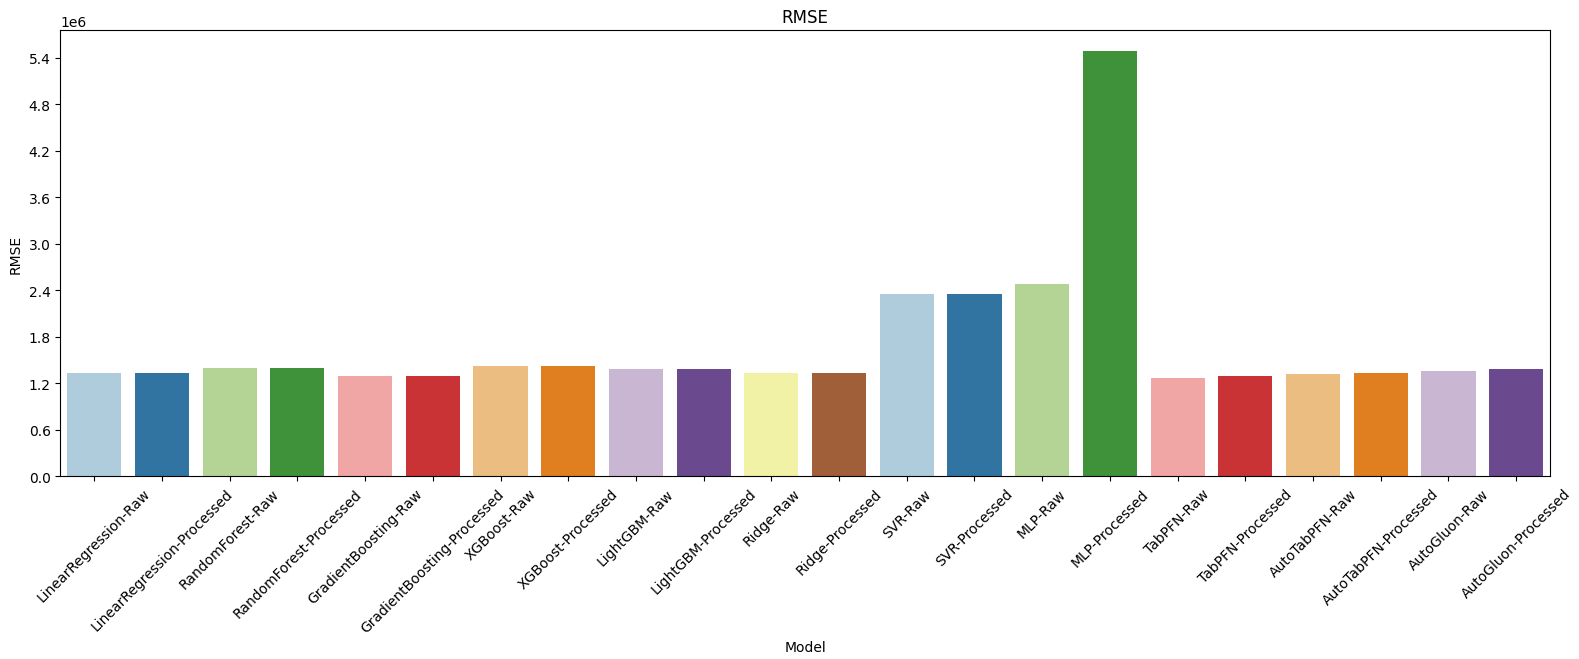 RMSE
1e6
5.4
4.8
4.2
3.6
3.0
2.4
1.8
1.2
0.6
0.0
RMSE
LinearRegression-Raw
LinearRegression-Processed
RandomForest-Raw
RandomForest-Processed
GradientBoosting-Raw
GradientBoosting-Processed
XGBoost-Raw
XGBoost-Processed
LightGBM-Raw
LightGBM-Processed
Ridge-Raw
Ridge-Processed
SVR-Raw
SVR-Processed
MLP-Raw
MLP-Processed
TabPFN-Raw
TabPFN-Processed
AutoTabPFN-Raw
AutoTabPFN-Processed
AutoGluon-Raw
AutoGluon-Processed
Model